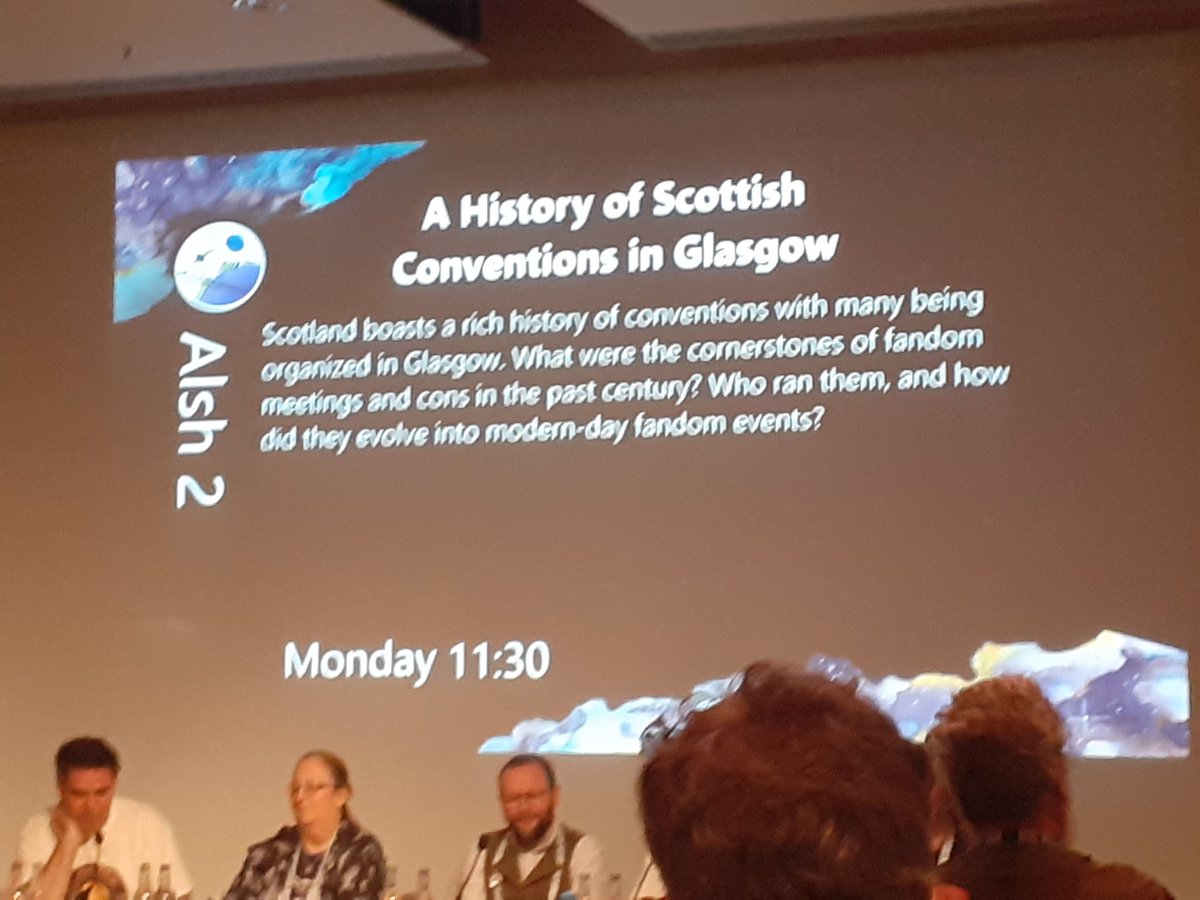 A History of Scottish
Conventions in Glasgow
Scotland boasts a rich history of conventions with many being
organized in Glasgow. What were the cornerstones of fandom
meetings and cons in the past century? Who ran them, and how
did they evolve into modern-day fandom events?
Alsh 2
Monday 11:30